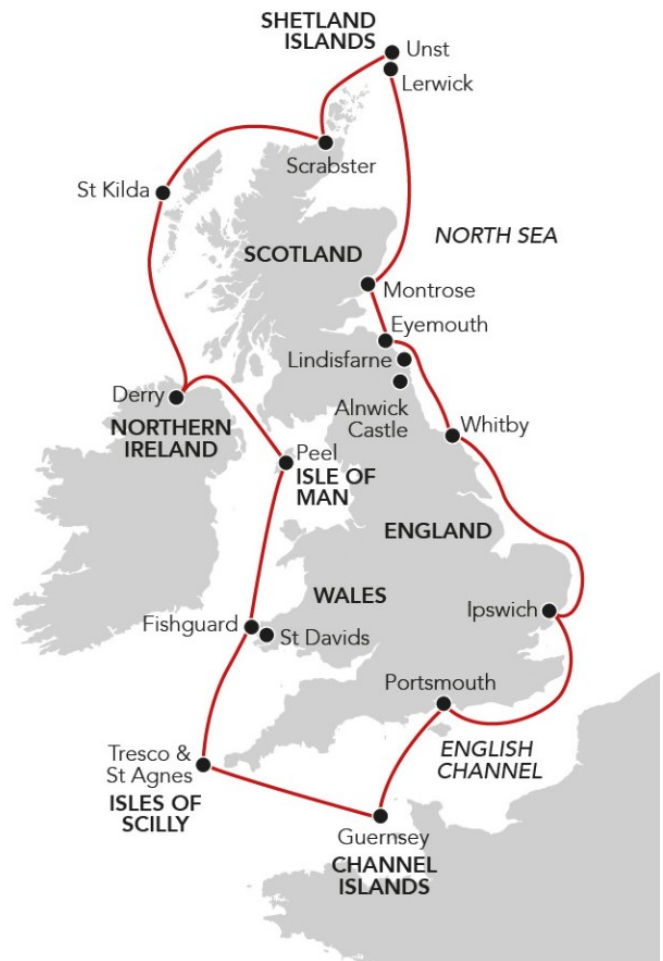 SHETLAND
ISLANDS
Unst
Lerwick
Scrabster
St Kilda
NORTH SEA
SCOTLAND
Montrose
Eyemouth
Lindisfarne
Derry
Alnwick
Castle
Whitby
NORTHERN
IRELAND
Peel
ISLE OF
MAN
ENGLAND
WALES
Ipswich
Fishguard
St Davids
Portsmouth
Tresco &
St Agnes
ENGLISH
CHANNEL
ISLES OF
SCILLY
Guernsey
CHANNEL
ISLANDS